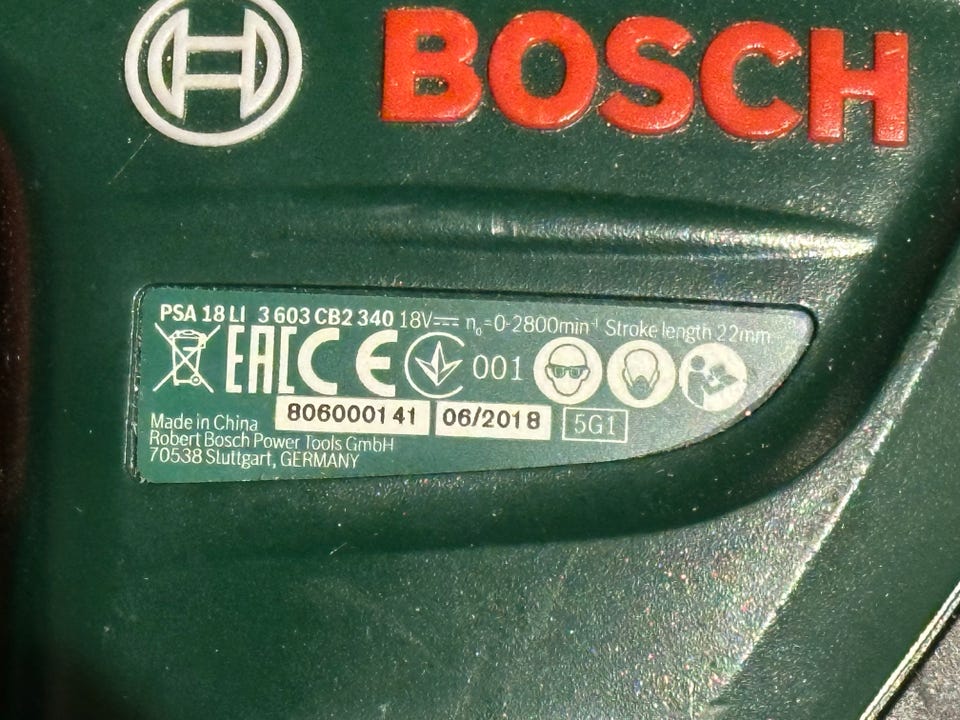 BOSCH
PSA 18 LI 3 603 CB2 340 18V⎓ n₀=0-2800min⁻¹ Stroke length 22mm
EAC CE 001
806000141 06/2018 5G1
Made in China
Robert Bosch Power Tools GmbH
70538 Stuttgart, GERMANY